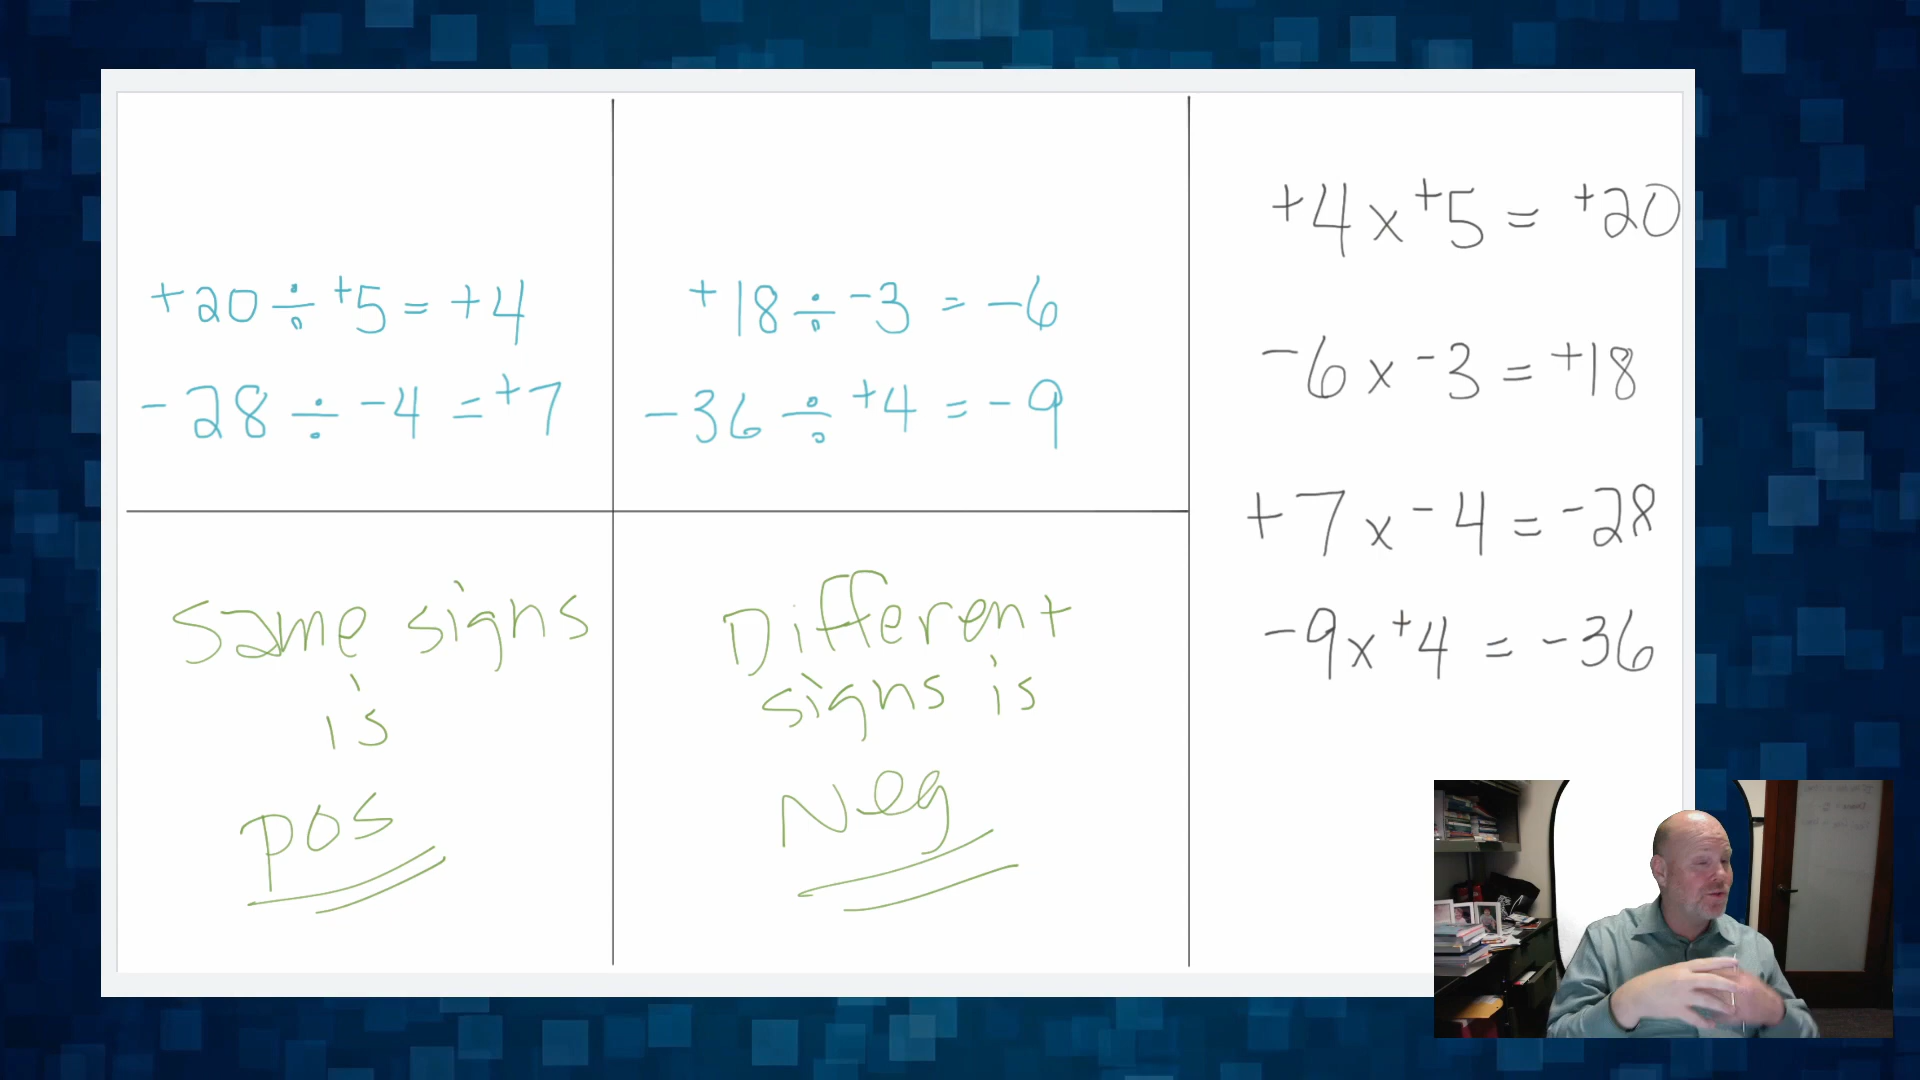 +20 ÷ +5 = +4
-28 ÷ -4 = +7
+18 ÷ -3 = -6
-36 ÷ +4 = -9
Same signs
is
pos
Different
signs is
Neg
+4 x +5 = +20
-6 x -3 = +18
+7 x -4 = -28
-9 x +4 = -36